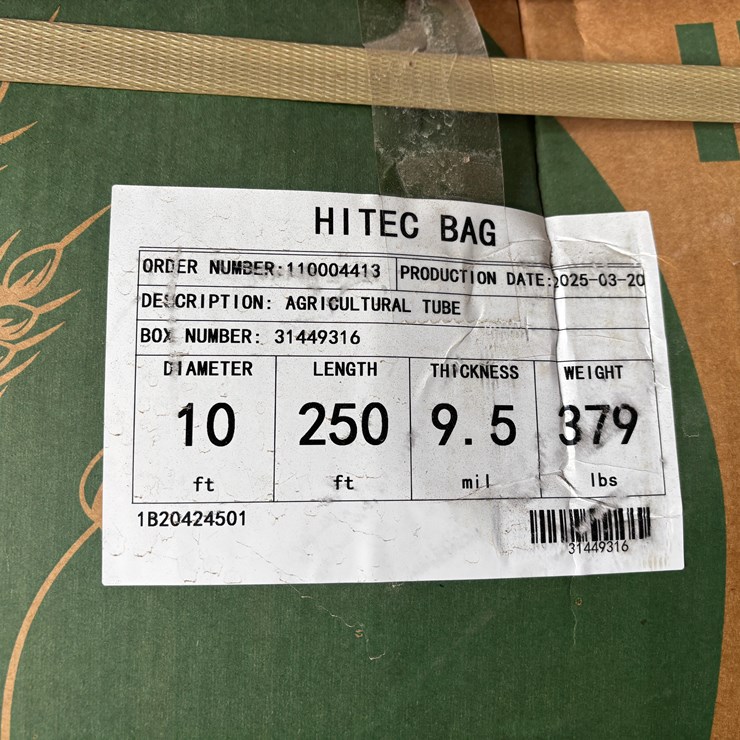 HITEC BAG
ORDER NUMBER:110004413 PRODUCTION DATE:2025-03-20
DESCRIPTION: AGRICULTURAL TUBE
BOX NUMBER: 31449316
DIAMETER LENGTH THICKNESS WEIGHT
10 250 9.5 379
ft ft mil lbs
1B20424501
31449316